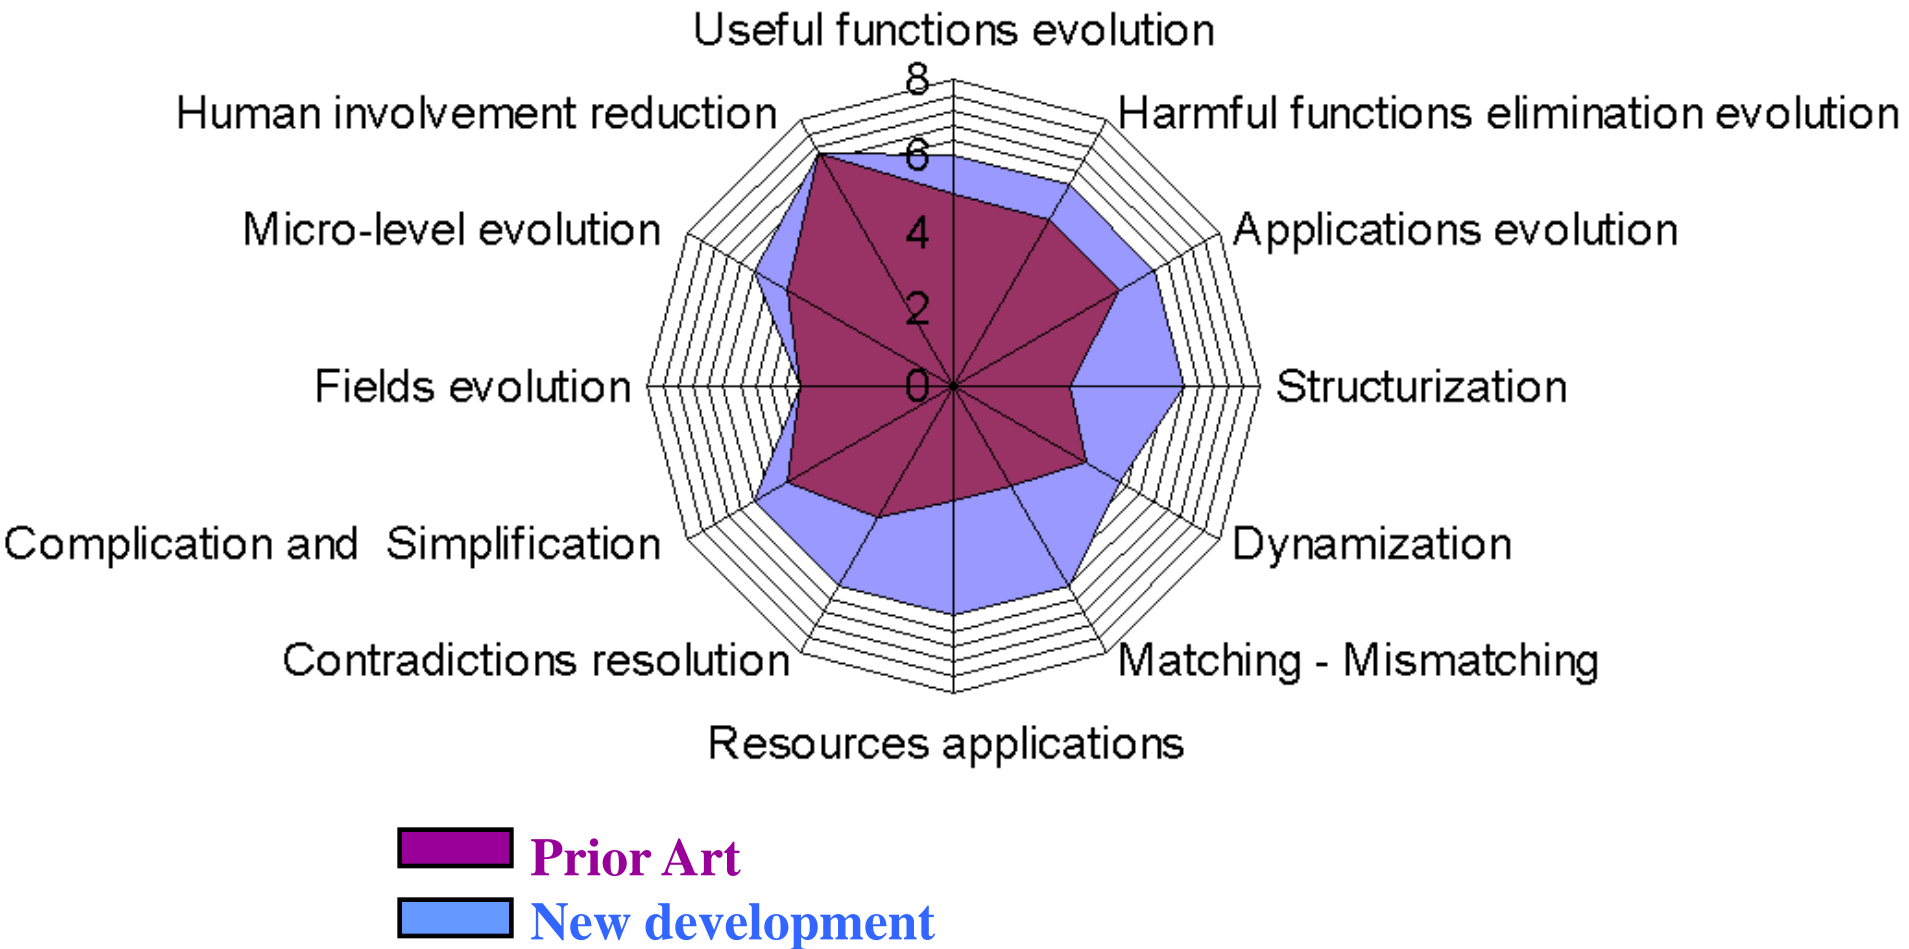 Useful functions evolution
8
Human involvement reduction
Harmful functions elimination evolution
6
Micro-level evolution
4
Applications evolution
2
Fields evolution
0
Structurization
Complication and  Simplification
Dynamization
Contradictions resolution
Matching - Mismatching
Resources applications
Prior Art
New development